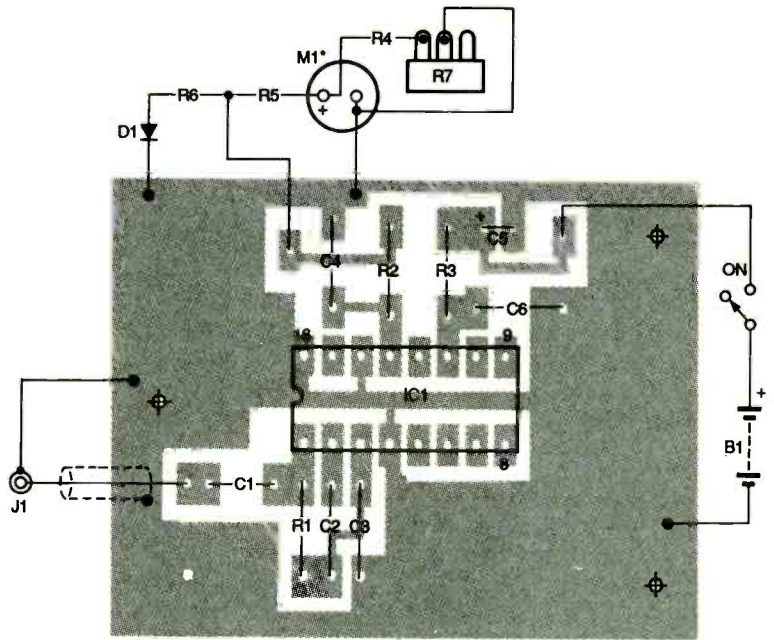 R4
M1*
R7
R6
R5
+
D1
+
C5
C4
R2
R3
ON
C6
16
9
IC1
+
B1
8
C1
J1
R1
C2
C3